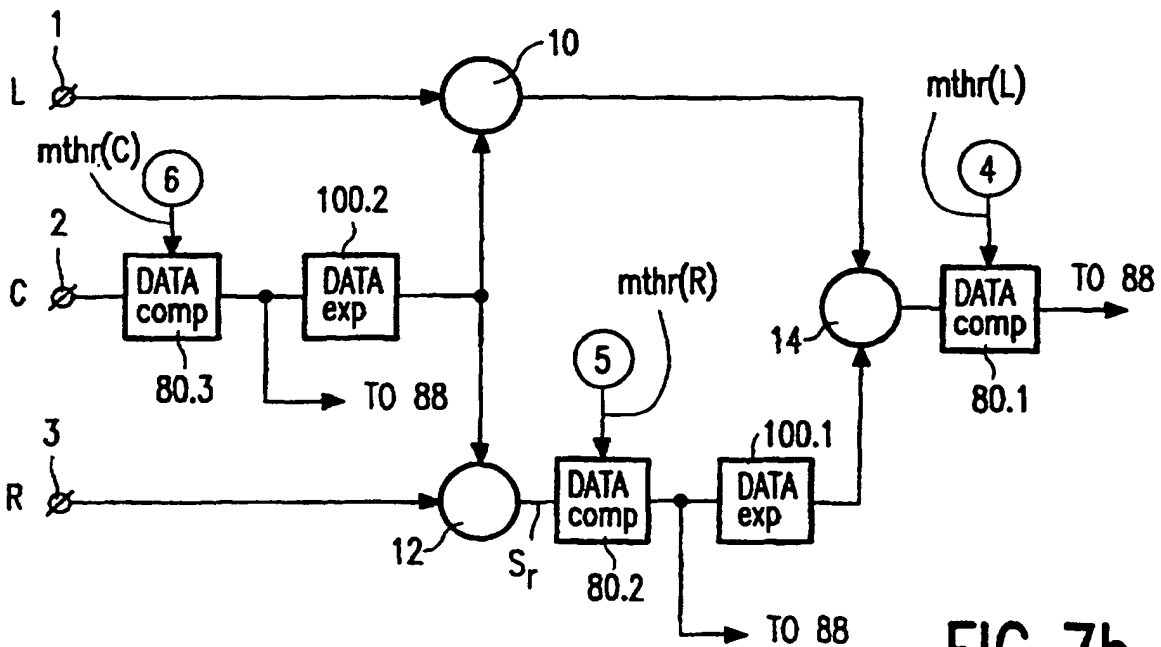 1
10
L
mthr(L)
mthr(C)
6
4
100.2
2
C
DATA
comp
DATA
exp
mthr(R)
TO 88
DATA
comp
14
5
80.3
TO 88
80.1
3
100.1
R
DATA
comp
DATA
exp
12
Sr
80.2
TO 88
FIG. 7b